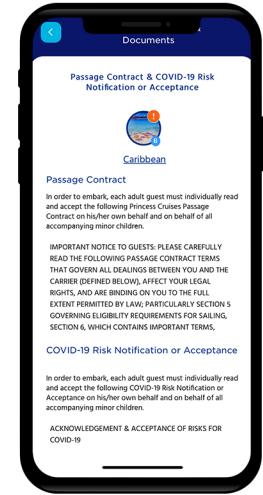 Documents
Passage Contract & COVID-19 Risk
Notification or Acceptance
!
6
Caribbean
Passage Contract
In order to embark, each adult guest must individually read
and accept the following Princess Cruises Passage
Contract on his/her own behalf and on behalf of all
accompanying minor children.
IMPORTANT NOTICE TO GUESTS: PLEASE CAREFULLY
READ THE FOLLOWING PASSAGE CONTRACT TERMS
THAT GOVERN ALL DEALINGS BETWEEN YOU AND THE
CARRIER (DEFINED BELOW), AFFECT YOUR LEGAL
RIGHTS, AND ARE BINDING ON YOU TO THE FULL
EXTENT PERMITTED BY LAW; PARTICULARLY SECTION 5
GOVERNING ELIGIBILITY REQUIREMENTS FOR SAILING,
SECTION 6, WHICH CONTAINS IMPORTANT TERMS,
COVID-19 Risk Notification or Acceptance
In order to embark, each adult guest must individually read
and accept the following COVID-19 Risk Notification or
Acceptance on his/her own behalf and on behalf of all
accompanying minor children.
ACKNOWLEDGEMENT & ACCEPTANCE OF RISKS FOR
COVID-19